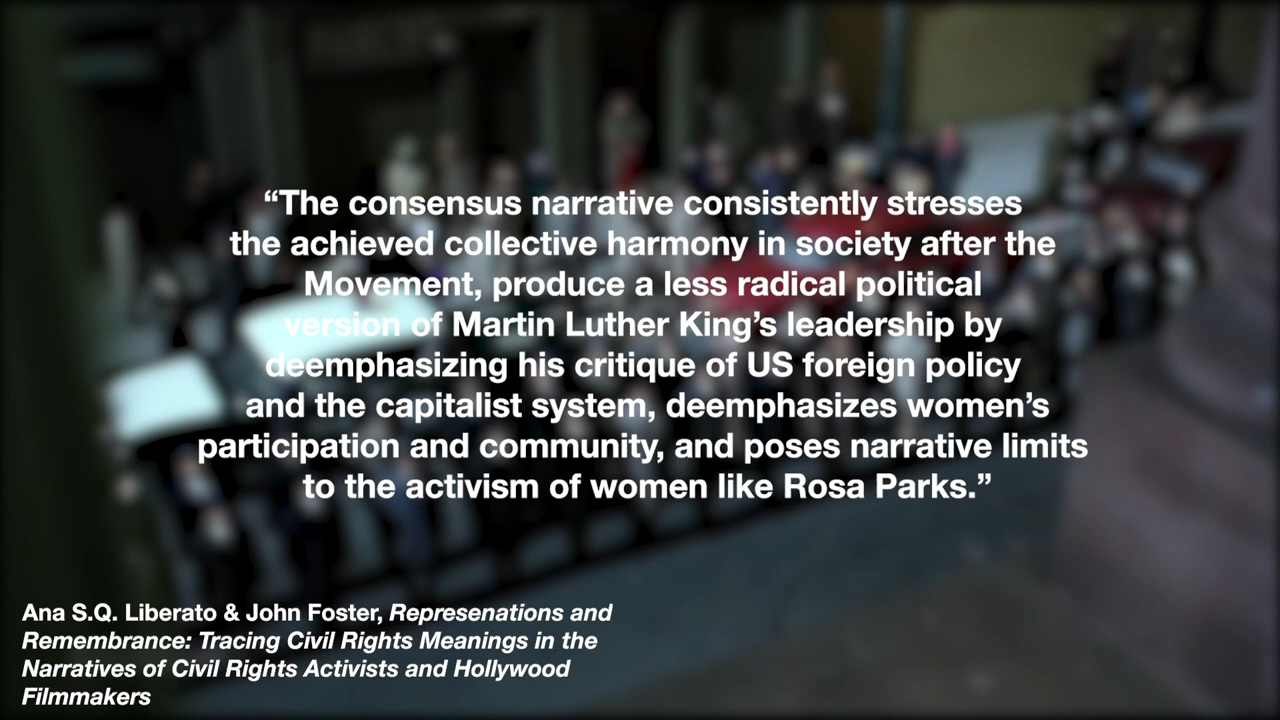 “The consensus narrative consistently stresses
the achieved collective harmony in society after the
Movement, produce a less radical political
version of Martin Luther King’s leadership by
deemphasizing his critique of US foreign policy
and the capitalist system, deemphasizes women’s
participation and community, and poses narrative limits
to the activism of women like Rosa Parks.”
Ana S.Q. Liberato & John Foster, Represenations and
Remembrance: Tracing Civil Rights Meanings in the
Narratives of Civil Rights Activists and Hollywood
Filmmakers